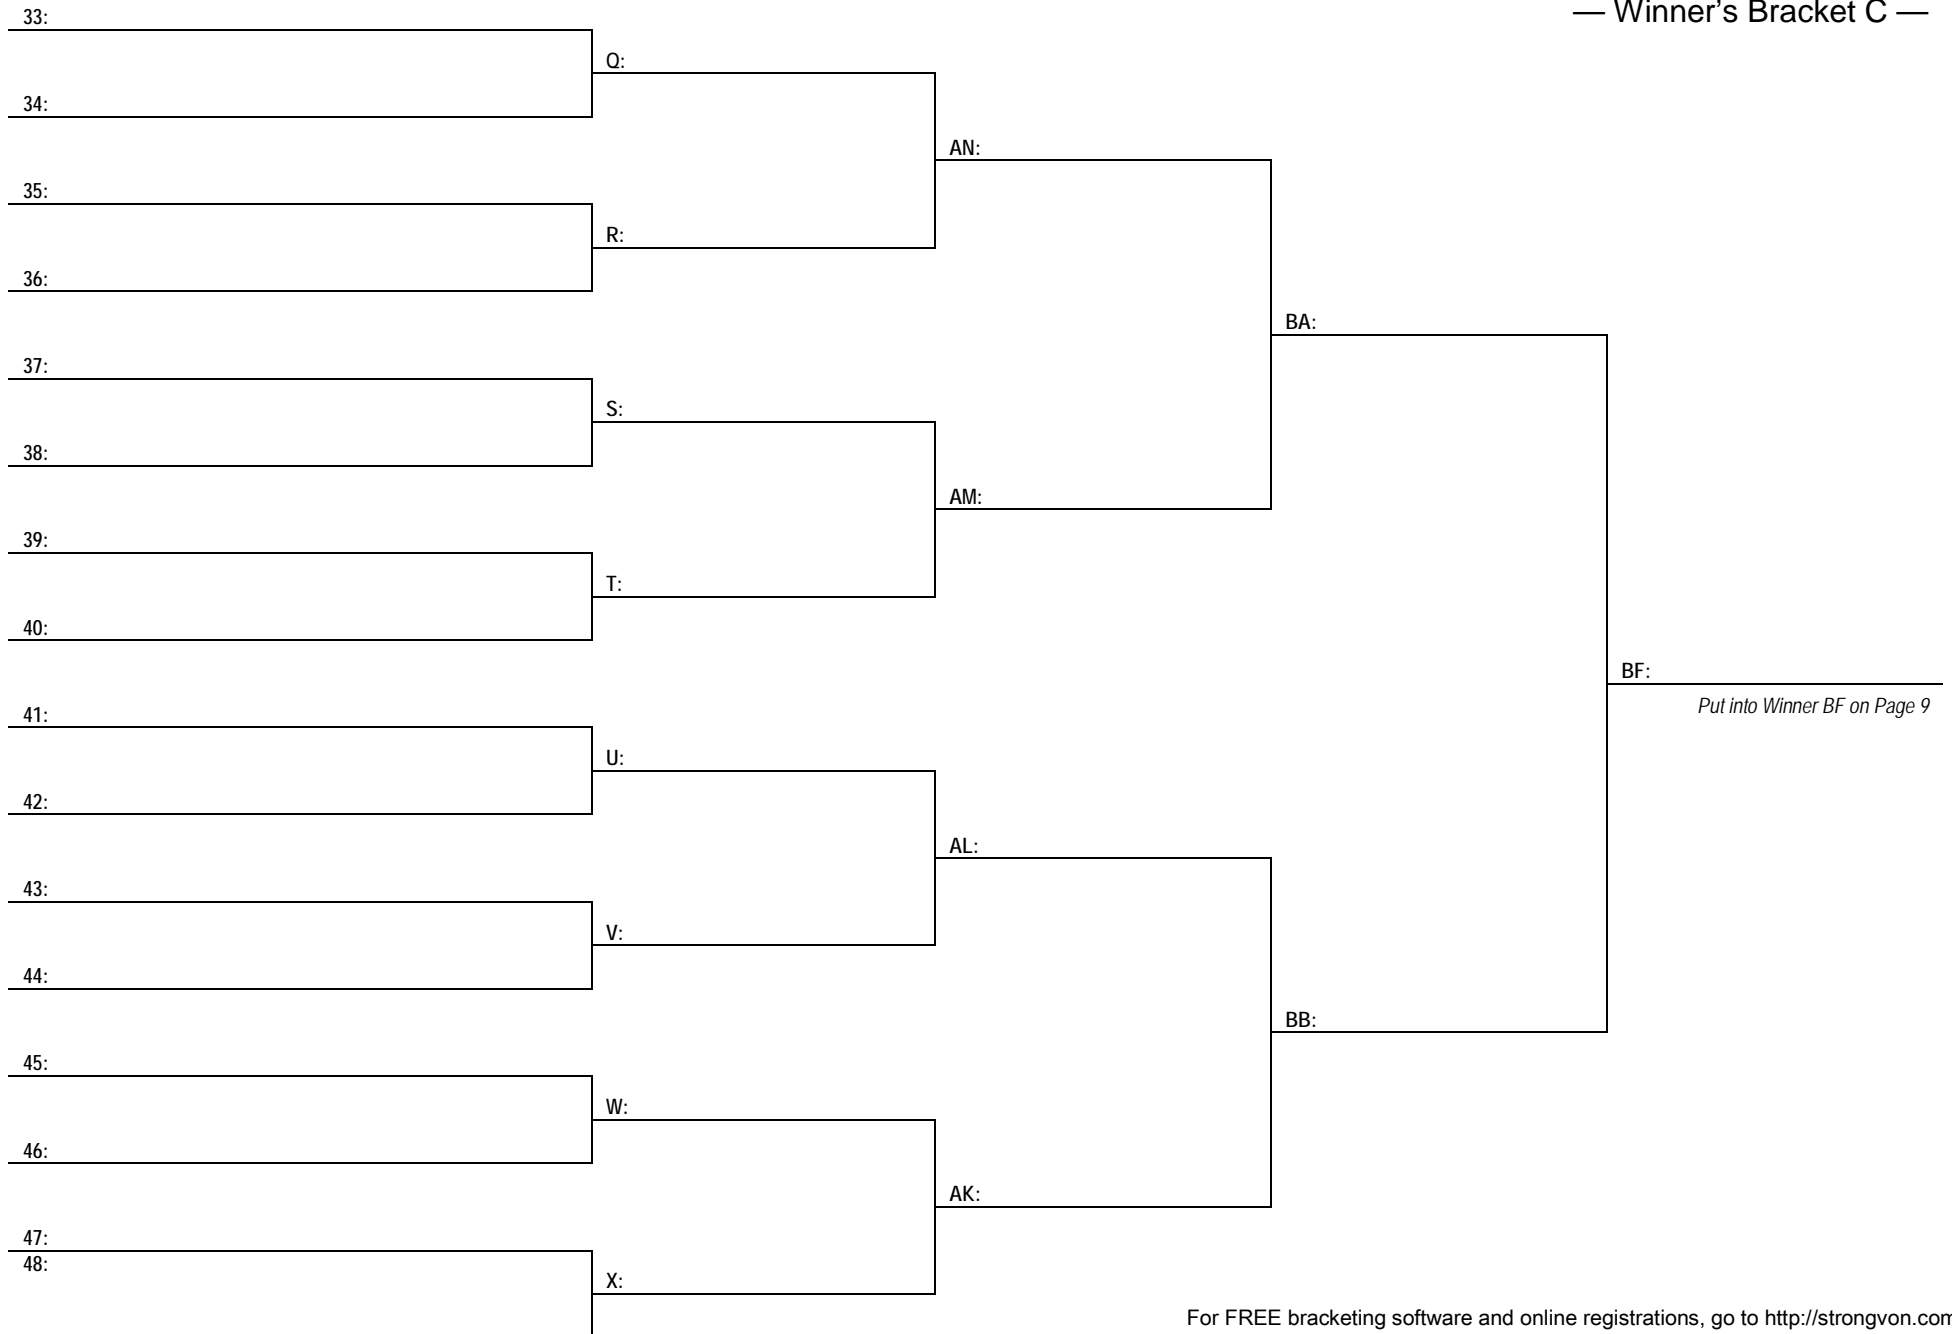 — Winner's Bracket C —
33:
Q:
34:
AN:
35:
R:
36:
BA:
37:
S:
38:
AM:
39:
T:
40:
BF:
Put into Winner BF on Page 9
41:
U:
42:
AL:
43:
V:
44:
BB:
45:
W:
46:
AK:
47:
48:
X:
For FREE bracketing software and online registrations, go to http://strongvon.com